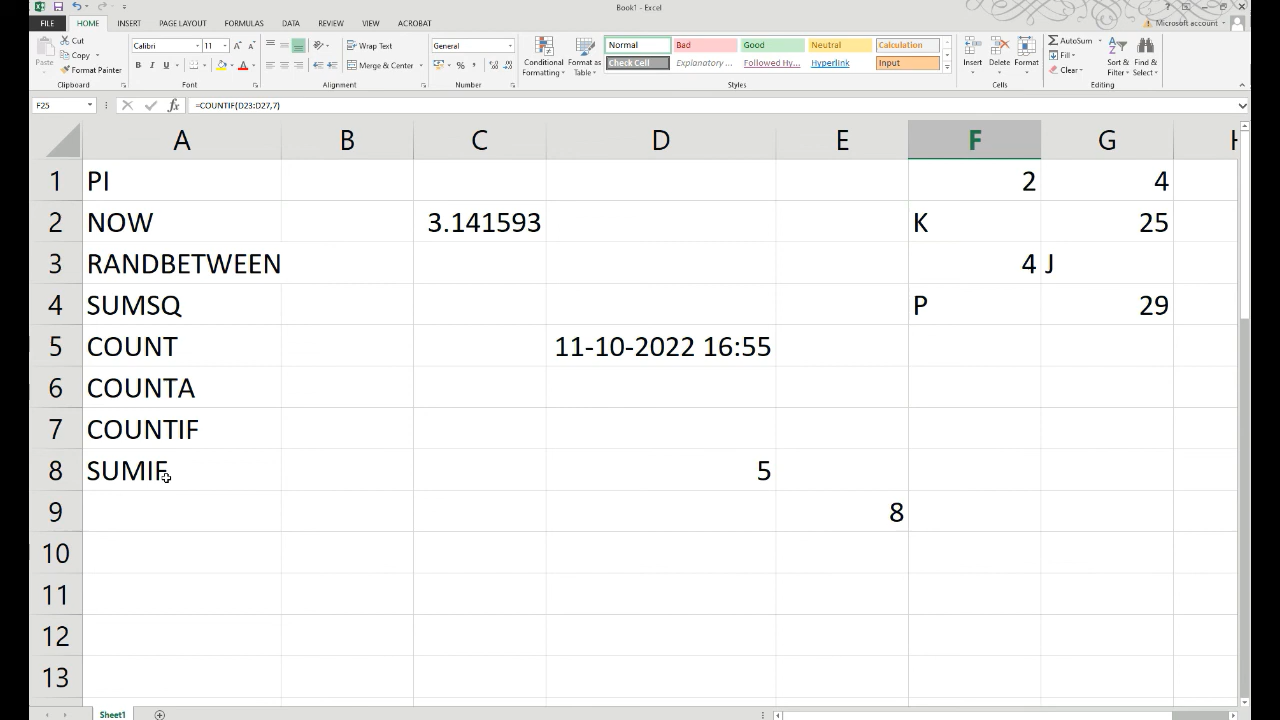 Book1 - Excel
FILE HOME INSERT PAGE LAYOUT FORMULAS DATA REVIEW VIEW ACROBAT Microsoft account
Paste Cut Copy Format Painter
Clipboard
Calibri 11
B I U
Font
Wrap Text
Merge & Center
Alignment
General
Number
Conditional Formatting
Format as Table
Normal Bad Good Neutral Calculation
Check Cell Explanatory ... Followed Hy... Hyperlink Input
Styles
Insert Delete Format
Cells
AutoSum
Clear
Sort & Filter
Find & Select
Editing
F25 fx =COUNTIF(D23:D27,7)
A B C D E F G H
1 PI 2 4
2 NOW 3.141593 K 25
3 RANDBETWEEN 4 J
4 SUMSQ P 29
5 COUNT 11-10-2022 16:55
6 COUNTA
7 COUNTIF
8 SUMIF 5
9 8
10
11
12
13
Sheet1